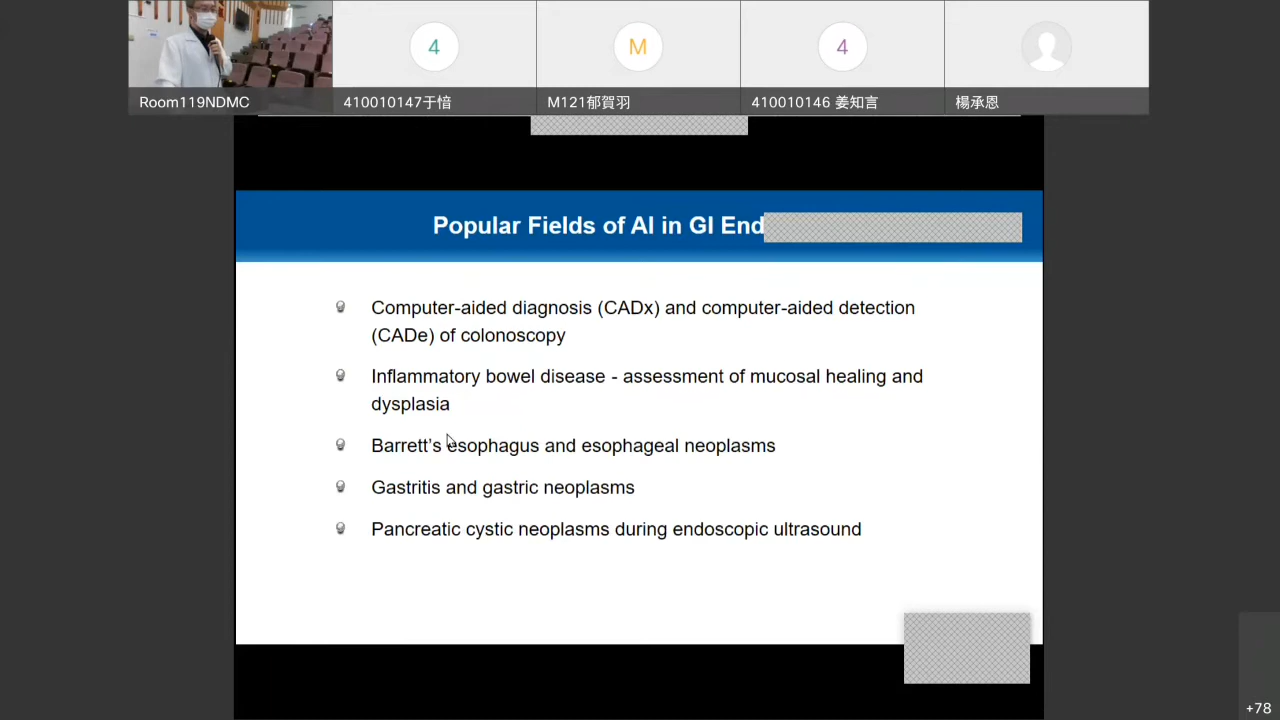 4
M
4
Room119NDMC
410010147于愔
M121郁賀羽
410010146 姜知言
楊承恩
Popular Fields of AI in GI End
Computer-aided diagnosis (CADx) and computer-aided detection
(CADe) of colonoscopy
Inflammatory bowel disease - assessment of mucosal healing and
dysplasia
Barrett’s esophagus and esophageal neoplasms
Gastritis and gastric neoplasms
Pancreatic cystic neoplasms during endoscopic ultrasound
+78